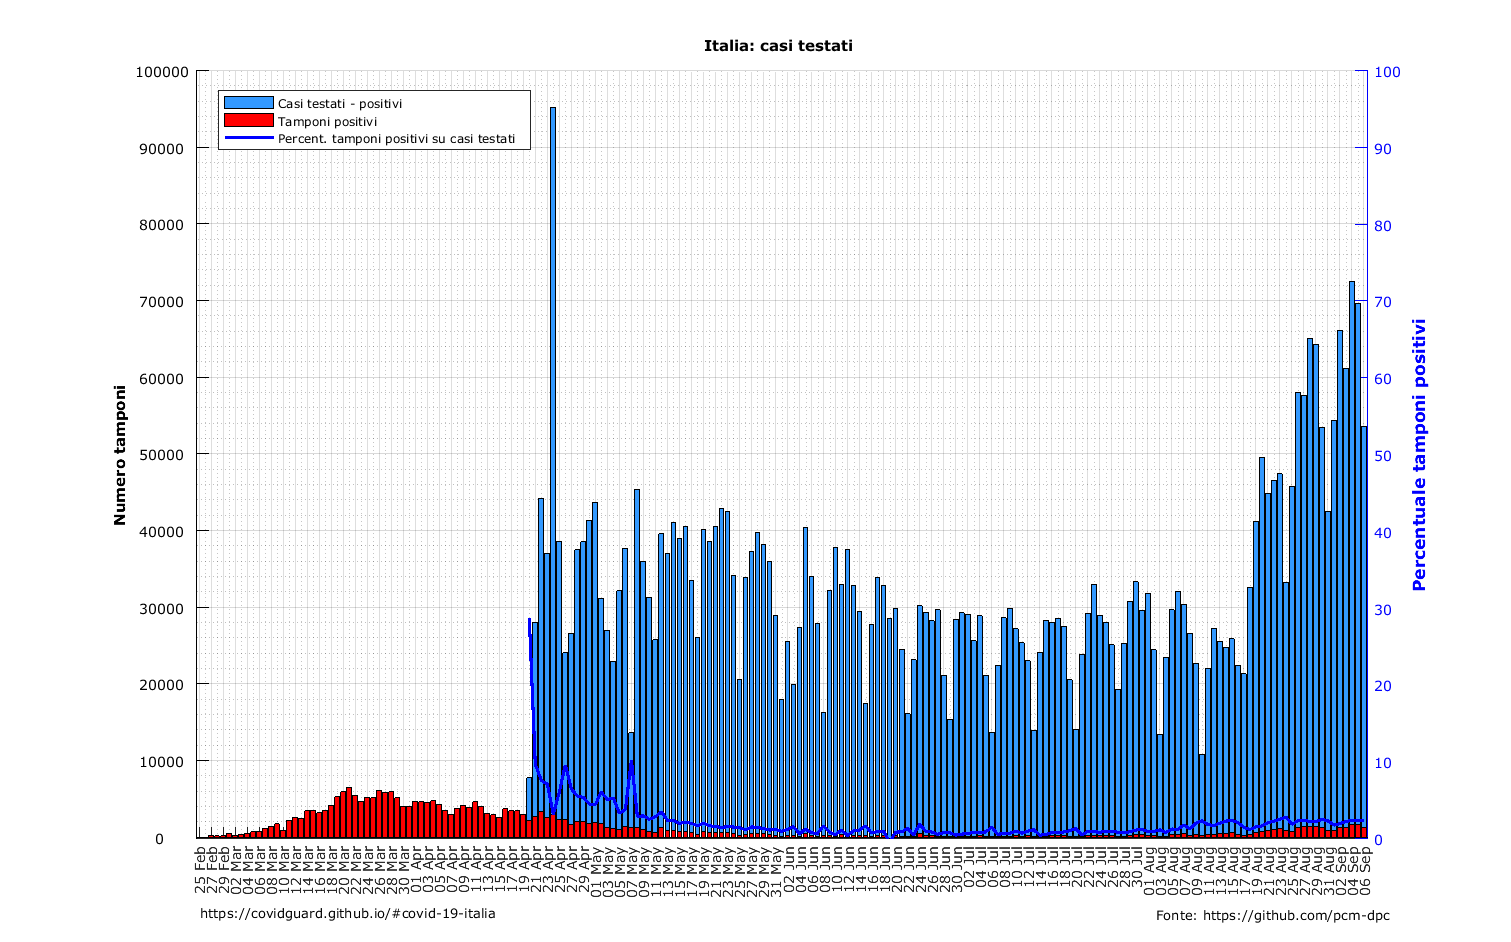 Italia: casi testati
Casi testati - positivi
Tamponi positivi
Percent. tamponi positivi su casi testati
Numero tamponi
100000
90000
80000
70000
60000
50000
40000
30000
20000
10000
0
Percentuale tamponi positivi
100
90
80
70
60
50
40
30
20
10
0
25 Feb
27 Feb
29 Feb
02 Mar
04 Mar
06 Mar
08 Mar
10 Mar
12 Mar
14 Mar
16 Mar
18 Mar
20 Mar
22 Mar
24 Mar
26 Mar
28 Mar
30 Mar
01 Apr
03 Apr
05 Apr
07 Apr
09 Apr
11 Apr
13 Apr
15 Apr
17 Apr
19 Apr
21 Apr
23 Apr
25 Apr
27 Apr
29 Apr
01 May
03 May
05 May
07 May
09 May
11 May
13 May
15 May
17 May
19 May
21 May
23 May
25 May
27 May
29 May
31 May
02 Jun
04 Jun
06 Jun
08 Jun
10 Jun
12 Jun
14 Jun
16 Jun
18 Jun
20 Jun
22 Jun
24 Jun
26 Jun
28 Jun
30 Jun
02 Jul
04 Jul
06 Jul
08 Jul
10 Jul
12 Jul
14 Jul
16 Jul
18 Jul
20 Jul
22 Jul
24 Jul
26 Jul
28 Jul
30 Jul
01 Aug
03 Aug
05 Aug
07 Aug
09 Aug
11 Aug
13 Aug
15 Aug
17 Aug
19 Aug
21 Aug
23 Aug
25 Aug
27 Aug
29 Aug
31 Aug
02 Sep
04 Sep
06 Sep
https://covidguard.github.io/#covid-19-italia
Fonte: https://github.com/pcm-dpc